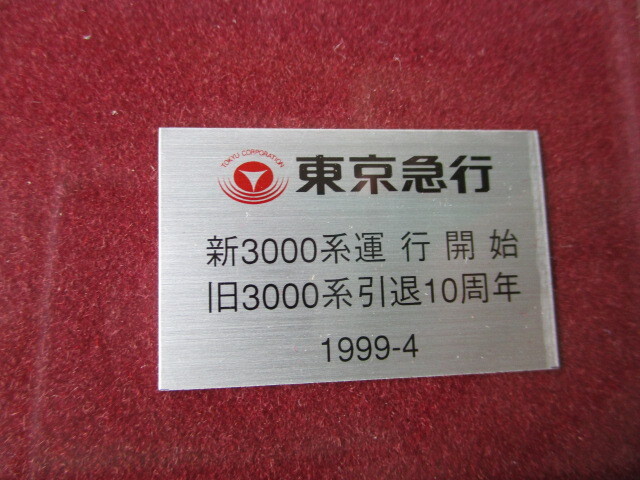 TOKYU CORPORATION
東京急行
新3000系運行開始
旧3000系引退10周年
1999-4